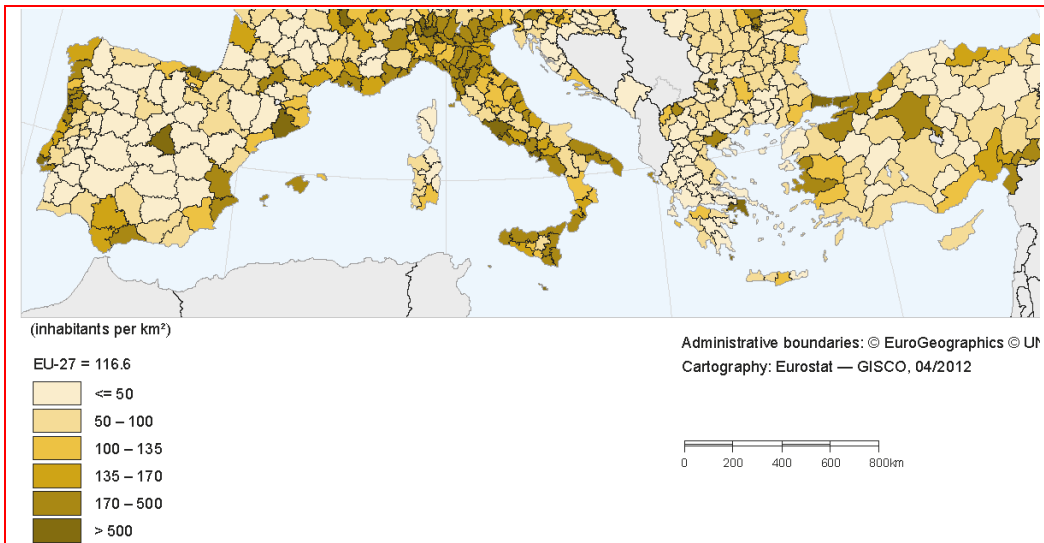 (inhabitants per km²)
EU-27 = 116.6
<= 50
50 – 100
100 – 135
135 – 170
170 – 500
> 500
Administrative boundaries: © EuroGeographics © UN
Cartography: Eurostat — GISCO, 04/2012
0 200 400 600 800km